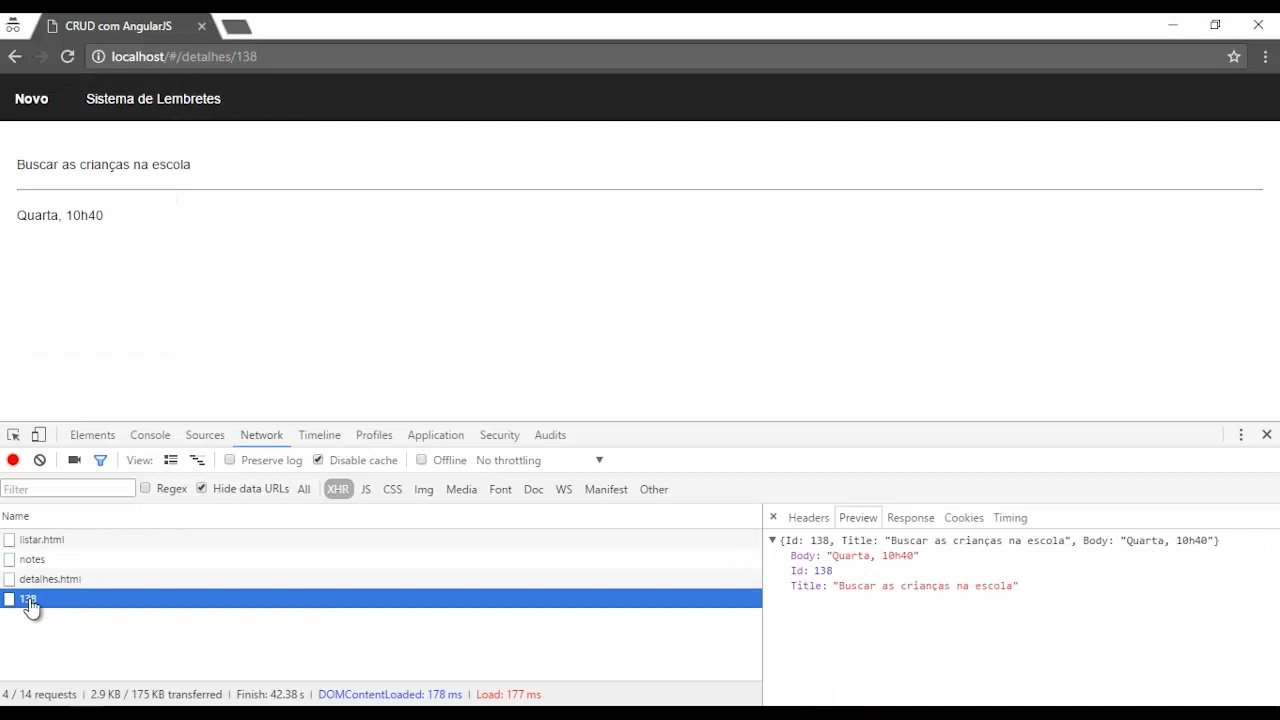 CRUD com AngularJS
localhost/#/detalhes/138
Novo Sistema de Lembretes
Buscar as crianças na escola
Quarta, 10h40
Elements Console Sources Network Timeline Profiles Application Security Audits
View: Preserve log Disable cache Offline No throttling
Filter Regex Hide data URLs All XHR JS CSS Img Media Font Doc WS Manifest Other
Name
listar.html
notes
detalhes.html
138
4 / 14 requests | 2.9 KB / 175 KB transferred | Finish: 42.38 s | DOMContentLoaded: 178 ms | Load: 177 ms
Headers Preview Response Cookies Timing
{Id: 138, Title: "Buscar as crianças na escola", Body: "Quarta, 10h40"}
Body: "Quarta, 10h40"
Id: 138
Title: "Buscar as crianças na escola"